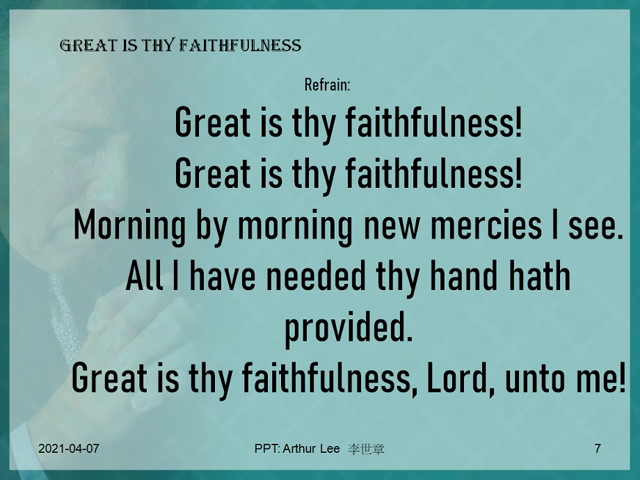 GREAT IS THY FAITHFULNESS
Refrain:
Great is thy faithfulness!
Great is thy faithfulness!
Morning by morning new mercies I see.
All I have needed thy hand hath
provided.
Great is thy faithfulness, Lord, unto me!
2021-04-07 PPT: Arthur Lee 李世章 7